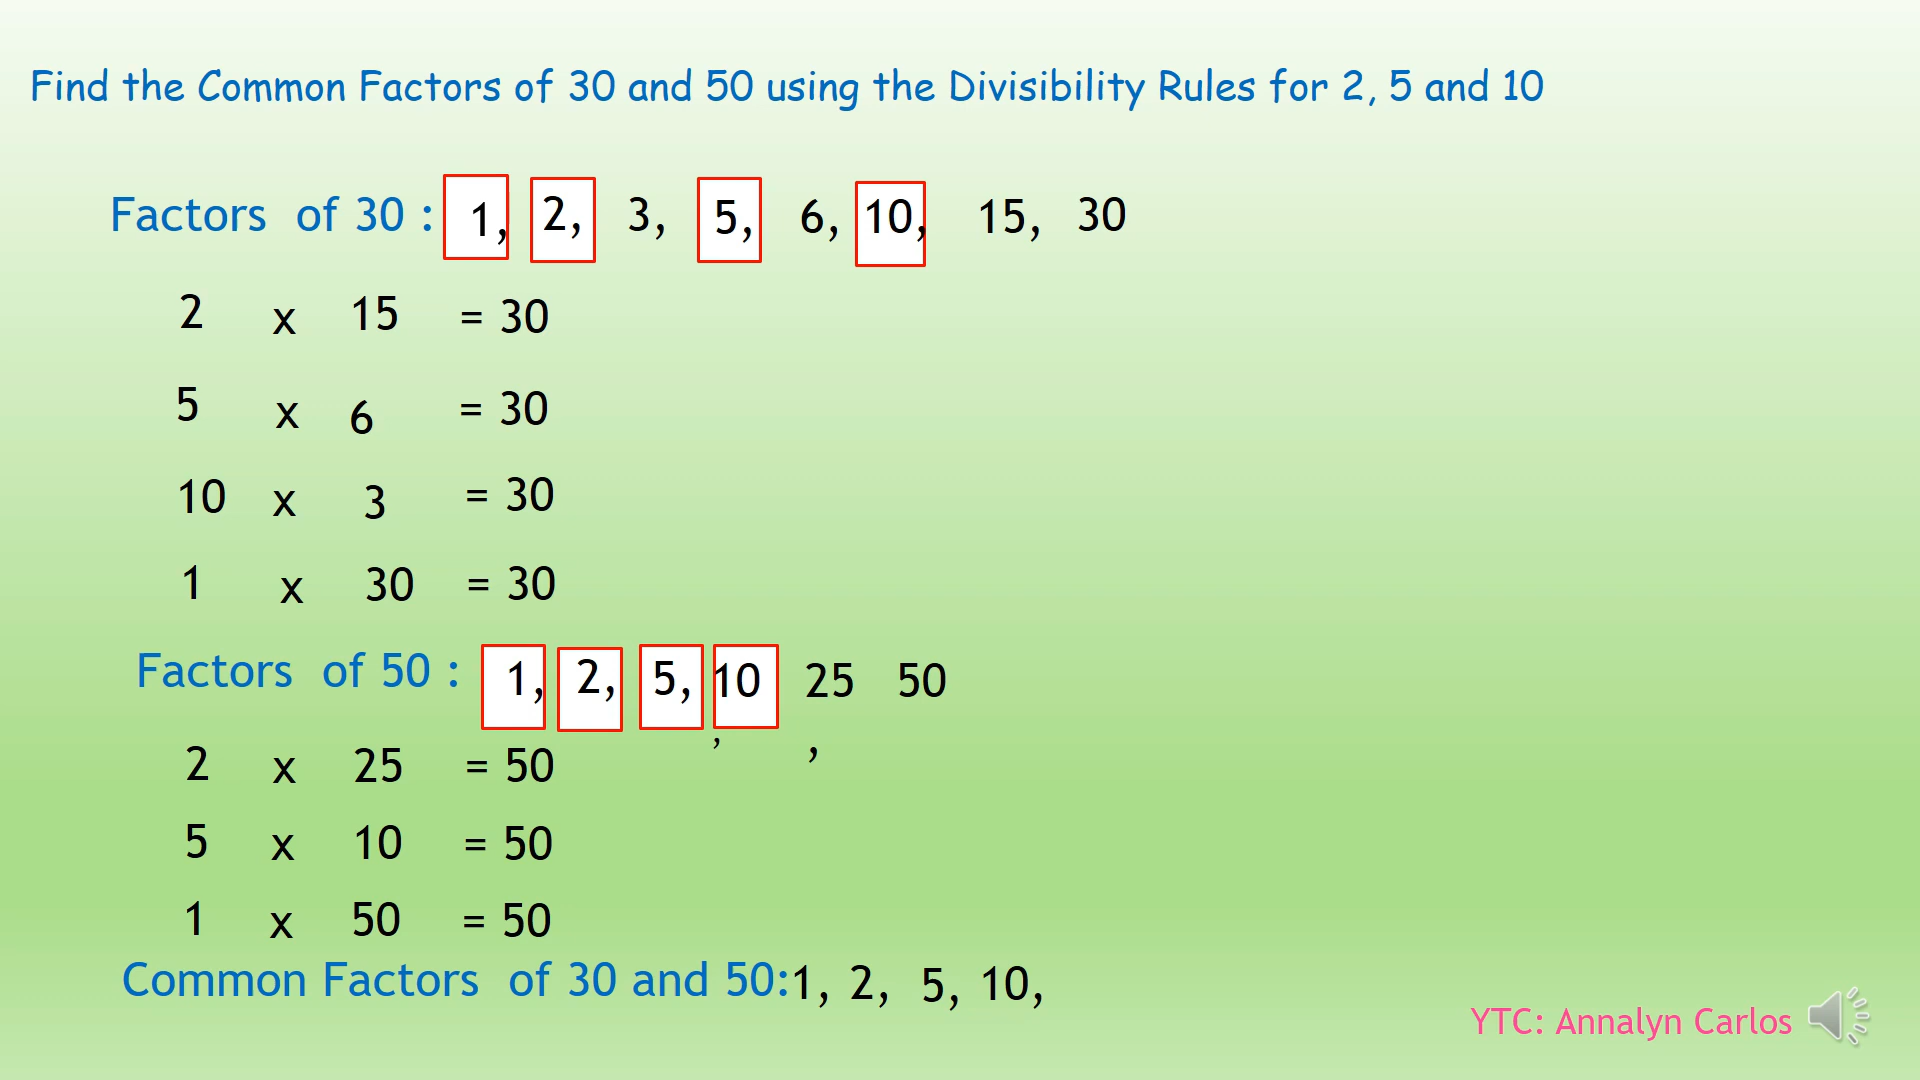 Find the Common Factors of 30 and 50 using the Divisibility Rules for 2, 5 and 10
Factors of 30 : 1, 2, 3, 5, 6, 10, 15, 30
2 x 15 = 30
5 x 6 = 30
10 x 3 = 30
1 x 30 = 30
Factors of 50 : 1, 2, 5, 10, 25, 50
2 x 25 = 50
5 x 10 = 50
1 x 50 = 50
Common Factors of 30 and 50: 1, 2, 5, 10,
YTC: Annalyn Carlos